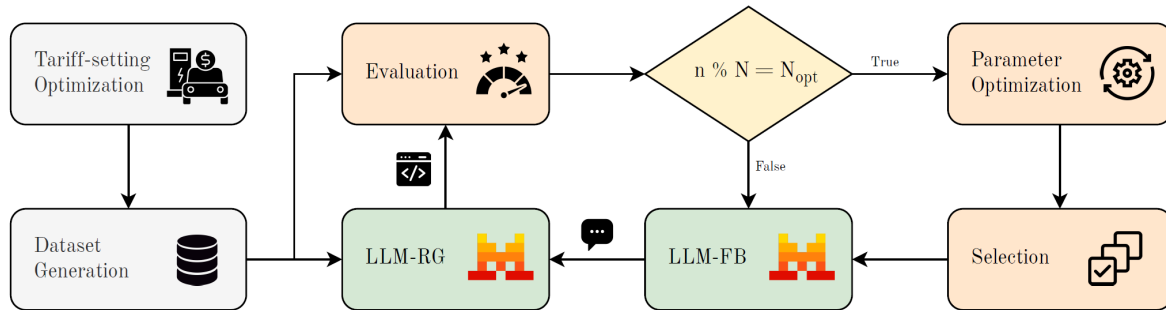 Tariff-setting
Optimization
Evaluation
n % N = N_opt
True
Parameter
Optimization
False
</>
Dataset
Generation
LLM-RG
LLM-FB
Selection